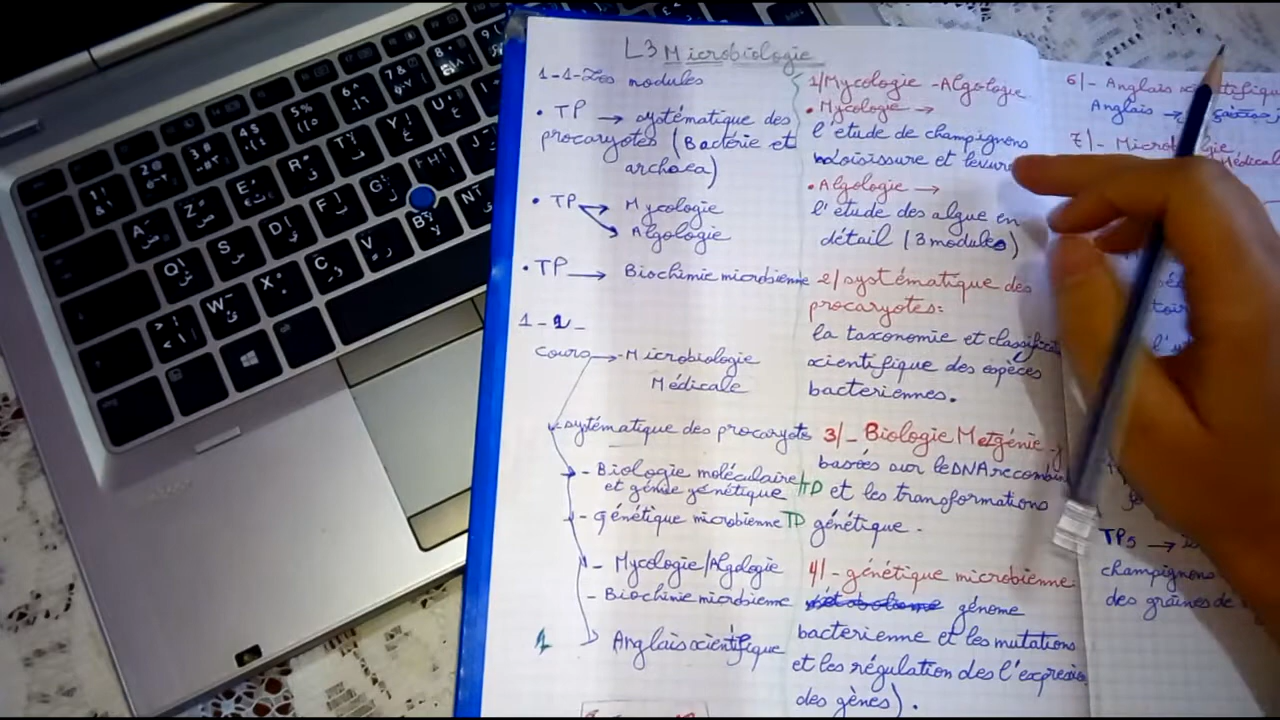 L3 Microbiologie
1-1-Les modules
• TP → systématique des
procaryotes (Bactérie et
archaea)
• TP → Mycologie
Algologie
• TP → Biochimie microbienne
1-2-
cours → Microbiologie
Médicale
systématique des procaryots
- Biologie moléculaire
et génie génétique TD
- génétique microbienne TD
- Mycologie/Algologie
- Biochimie microbienne
1 Anglais scientifique
1/Mycologie -Algologie
• Mycologie →
l'étude de champignons
moisissure et levure
• Algologie →
l'étude des algue en
détail (3 modules)
2/systématique des
procaryotes:
la taxonomie et
scientifique des espèces
bacteriennes.
3/- Biologie M et génie
basées sur le DNA recombin
et les transformations
génétique.
4/- génétique microbienne
génome
bacterienne et les mutations
et les régulation des l'expresion
des gènes).
6/- Anglais
Anglais →
7/-
Médical
TP5 →
champignons
des graines de